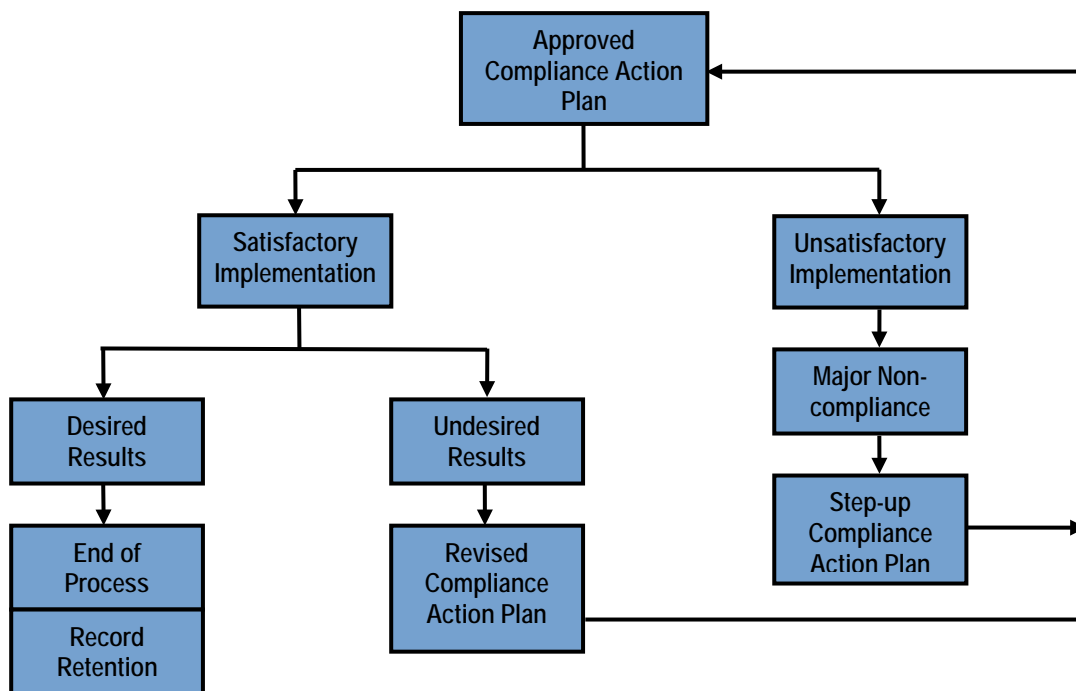 Approved
Compliance Action
Plan
Satisfactory
Implementation
Unsatisfactory
Implementation
Major Non-
compliance
Desired
Results
Undesired
Results
Step-up
Compliance
Action Plan
End of
Process
Revised
Compliance
Action Plan
Record
Retention